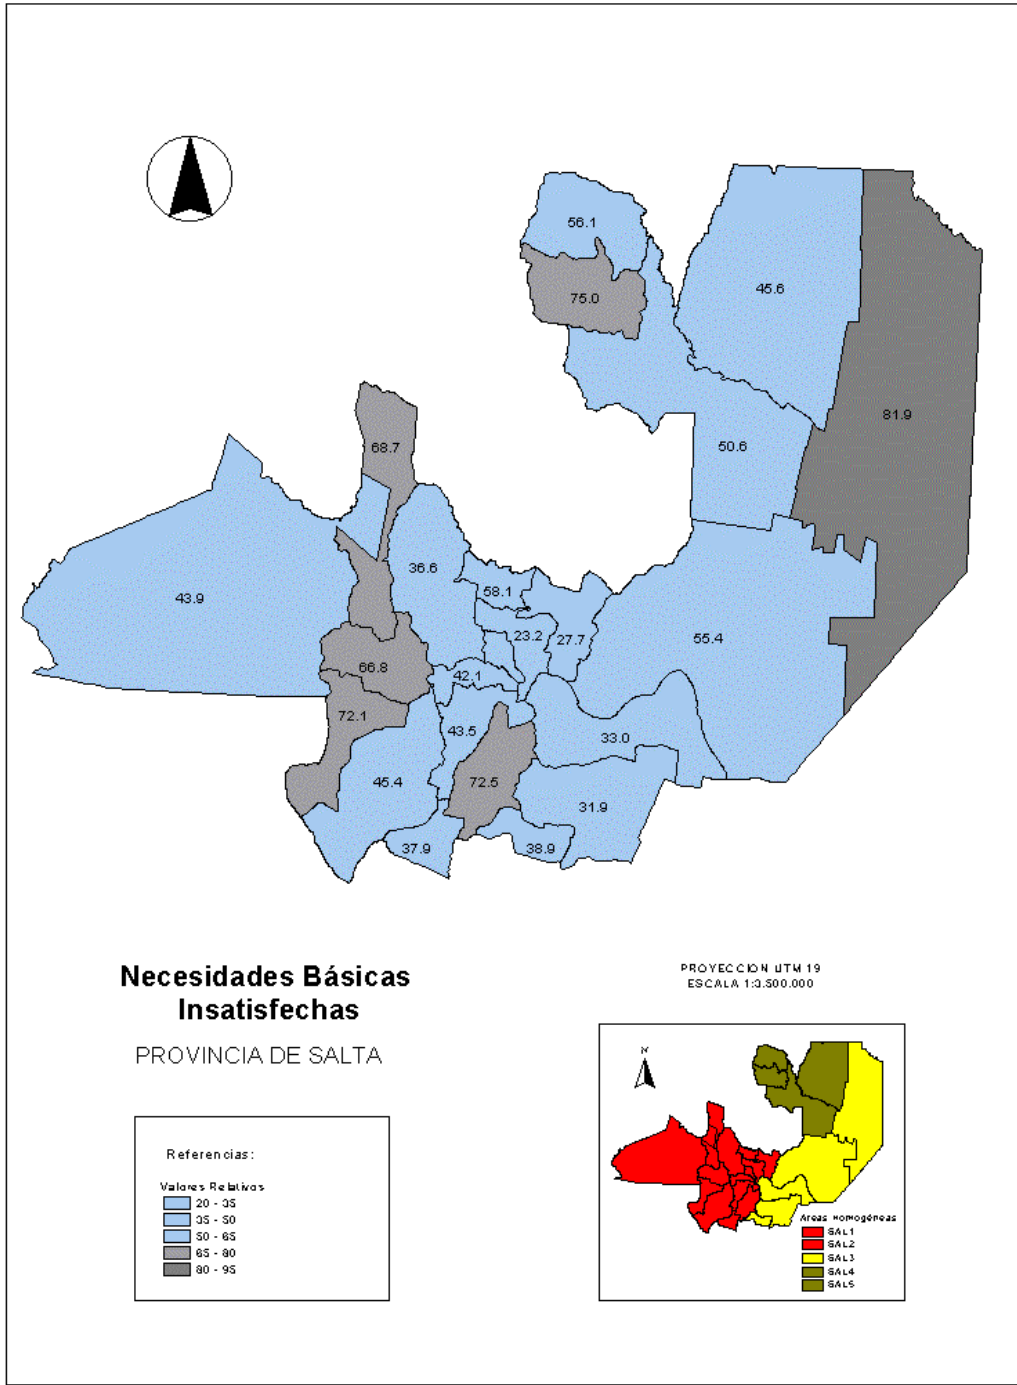 56.1
45.6
75.0
81.9
68.7
50.6
36.6
58.1
43.9
23.2
27.7
55.4
66.8
42.1
72.1
43.5
33.0
45.4
72.5
31.9
37.9
38.9
Necesidades Básicas
Insatisfechas
PROVINCIA DE SALTA
PROYECCION UTM 19
ESCALA 1:3.500.000
Referencias:
Valores Relativos
20 - 35
35 - 50
50 - 65
65 - 80
80 - 95
N
Areas Homogéneas
SAL1
SAL2
SAL3
SAL4
SAL5